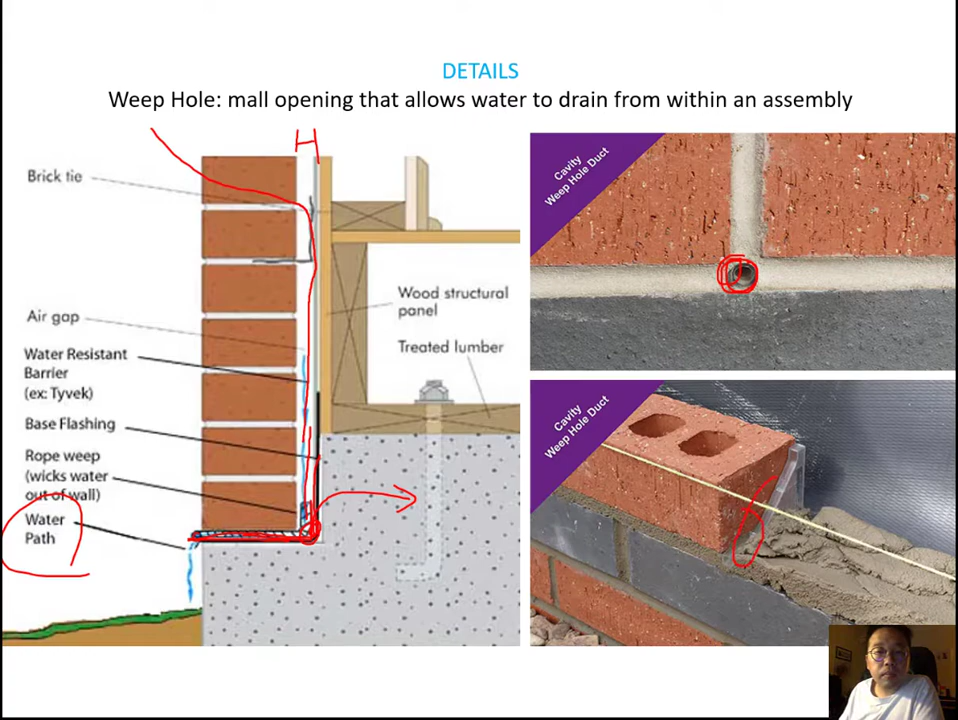 DETAILS
Weep Hole: mall opening that allows water to drain from within an assembly
Brick tie
Air gap
Water Resistant
Barrier
(ex: Tyvek)
Base Flashing
Rope weep
(wicks water
out of wall)
Water
Path
Wood structural
panel
Treated lumber
Cavity
Weep Hole Duct
Cavity
Weep Hole Duct